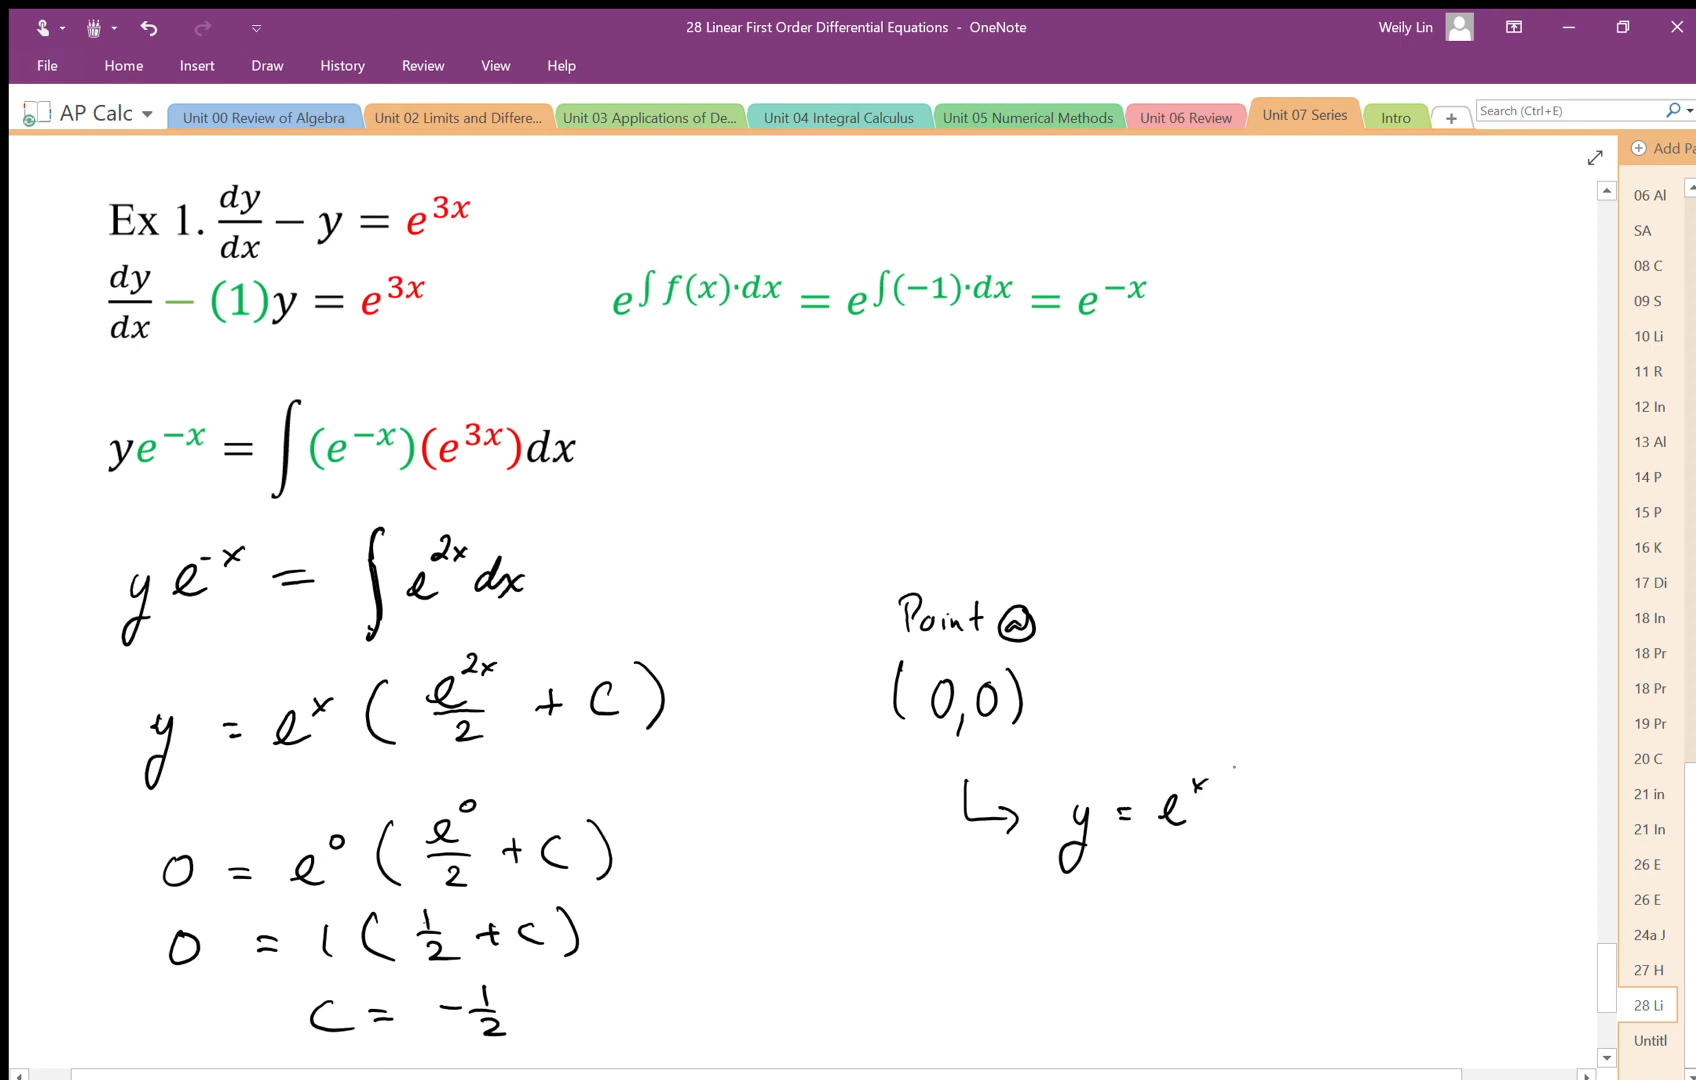 28 Linear First Order Differential Equations - OneNote
Weily Lin
File Home Insert Draw History Review View Help
AP Calc
Unit 00 Review of Algebra
Unit 02 Limits and Differe...
Unit 03 Applications of De...
Unit 04 Integral Calculus
Unit 05 Numerical Methods
Unit 06 Review
Unit 07 Series
Intro
+
Search (Ctrl+E)
Add Pa
Ex 1. dy/dx − y = e^{3x}
dy/dx − (1)y = e^{3x}
e^{∫f(x)·dx} = e^{∫(−1)·dx} = e^{−x}
ye^{−x} = ∫(e^{−x})(e^{3x})dx
y e^{-x} = ∫ e^{2x} dx
y = e^x ( e^{2x}/2 + C )
0 = e^0 ( e^0/2 + C )
0 = 1 ( 1/2 + C )
C = - 1/2
Point @
(0,0)
↳ y = e^x
06 Al
SA
08 C
09 S
10 Li
11 R
12 In
13 Al
14 P
15 P
16 K
17 Di
18 In
18 Pr
18 Pr
19 Pr
20 C
21 in
21 In
26 E
26 E
24a J
27 H
28 Li
Untitl